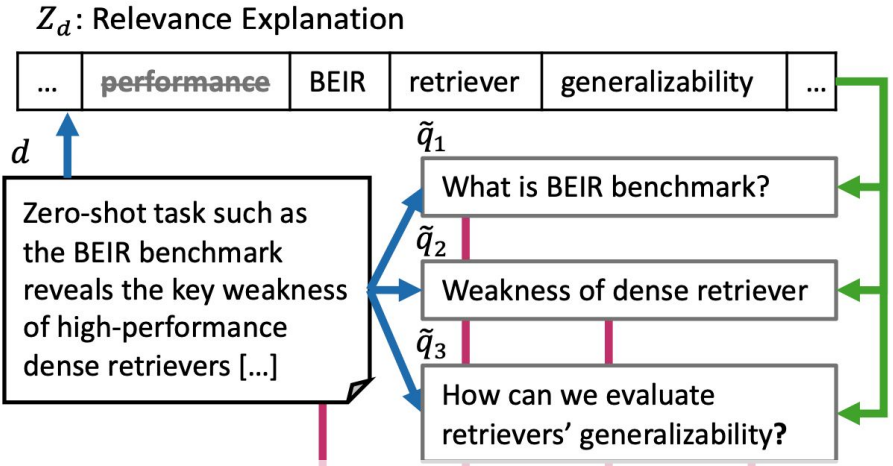 Z_d: Relevance Explanation
... performance BEIR retriever generalizability ...
d
Zero-shot task such as
the BEIR benchmark
reveals the key weakness
of high-performance
dense retrievers [...]
q̃₁
What is BEIR benchmark?
q̃₂
Weakness of dense retriever
q̃₃
How can we evaluate
retrievers’ generalizability?